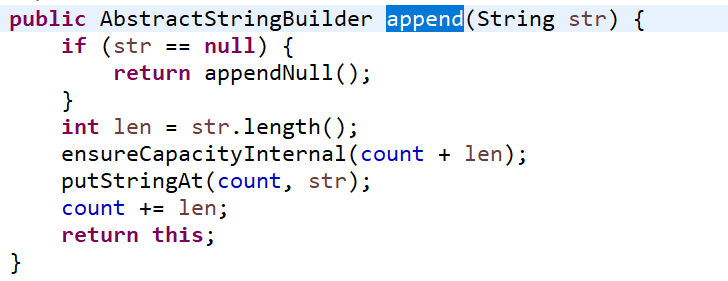 public AbstractStringBuilder append(String str) {
    if (str == null) {
        return appendNull();
    }
    int len = str.length();
    ensureCapacityInternal(count + len);
    putStringAt(count, str);
    count += len;
    return this;
}